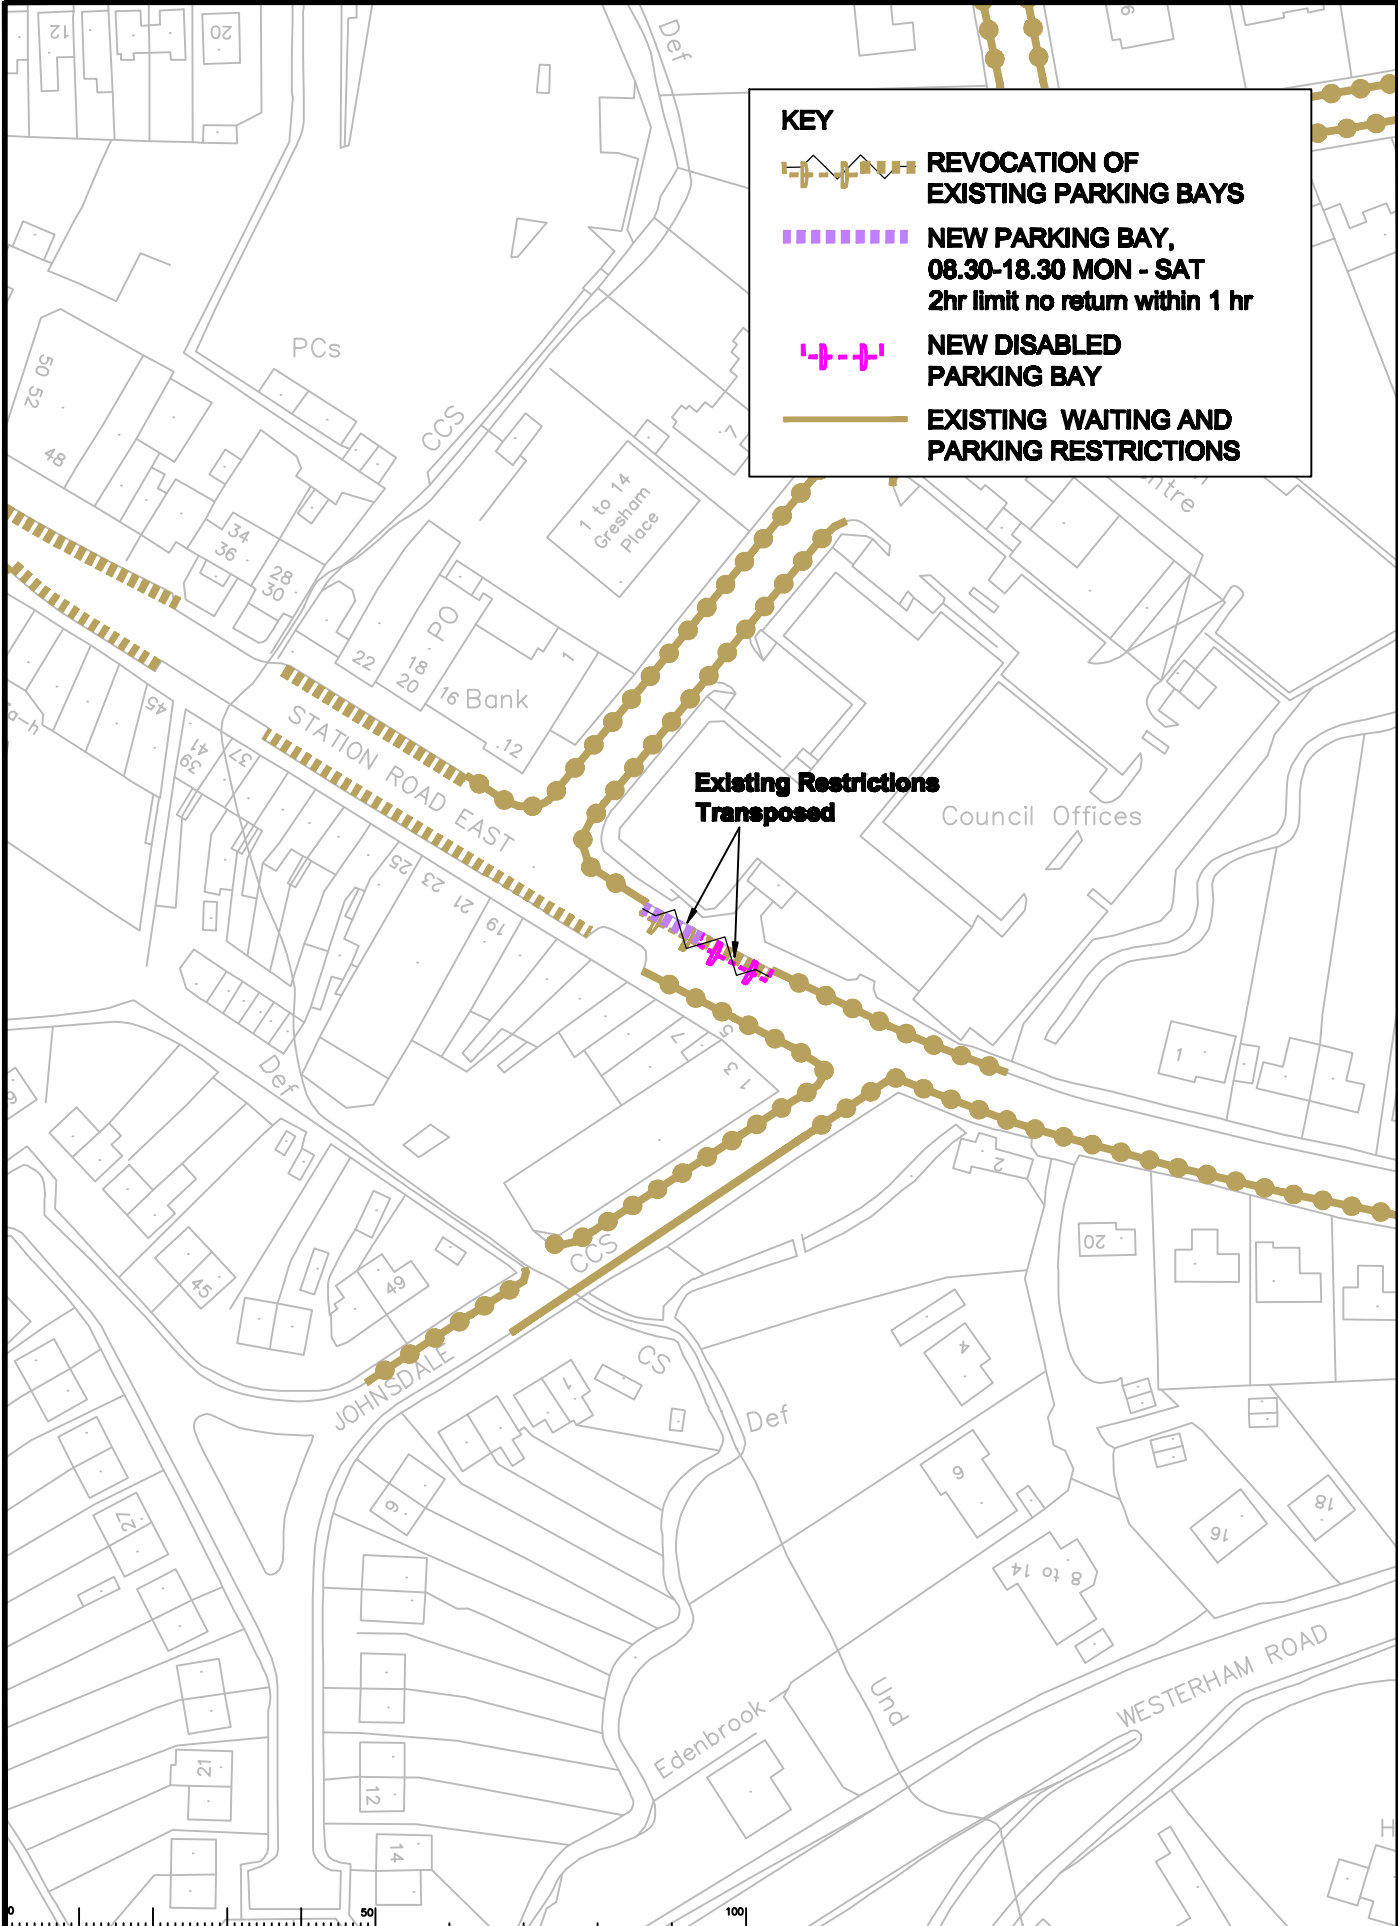 12
20
Def
9
KEY
REVOCATION OF
EXISTING PARKING BAYS
NEW PARKING BAY,
08.30-18.30 MON - SAT
2hr limit no return within 1 hr
NEW DISABLED
PARKING BAY
EXISTING WAITING AND
PARKING RESTRICTIONS
PCs
50 52
48
CCS
7
1 to 14
Gresham
Place
34
36
28
30
PO
22
18
20
16
Bank
1
12
45
STATION ROAD EAST
41
39
37
Existing Restrictions
Transposed
Council Offices
25
23
21
19
7
5
3
1
1
Def
2
20
CCS
45
49
JOHNSDALE
CS
1
4
Def
6
9
27
16
18
8 to 14
WESTERHAM ROAD
Und
Edenbrook
21
12
14
H
0
50
100